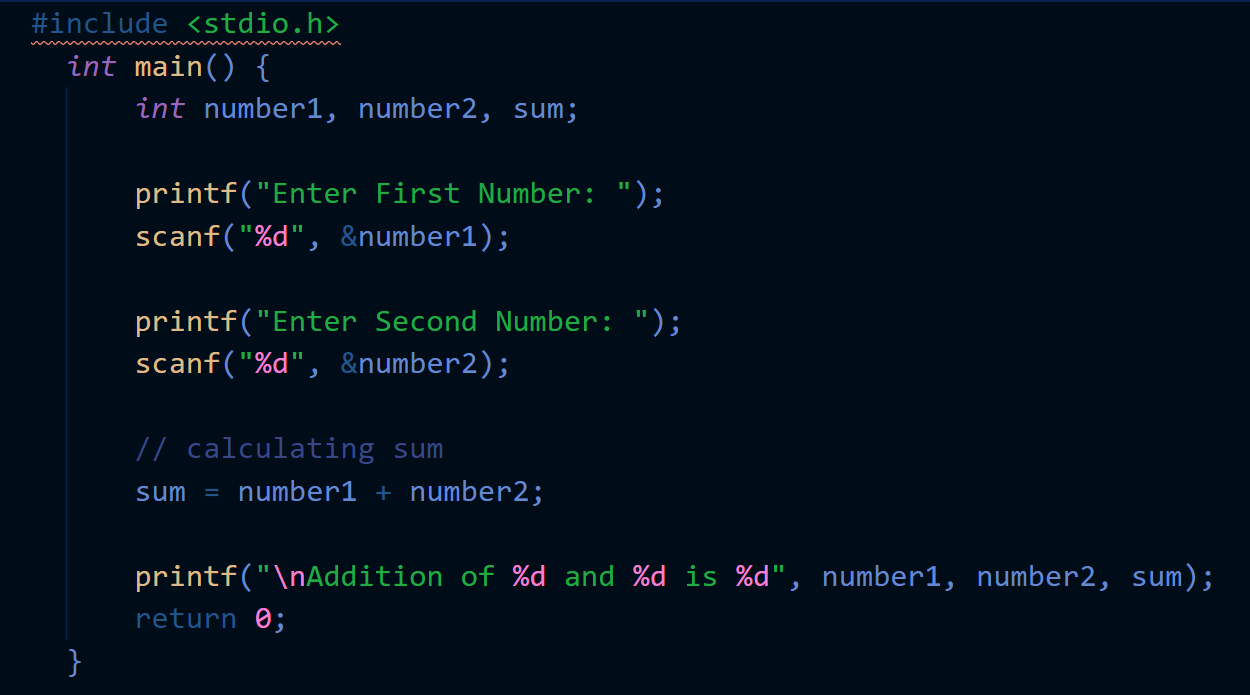 #include <stdio.h>
int main() {
int number1, number2, sum;
printf("Enter First Number: ");
scanf("%d", &number1);
printf("Enter Second Number: ");
scanf("%d", &number2);
// calculating sum
sum = number1 + number2;
printf("\nAddition of %d and %d is %d", number1, number2, sum);
return 0;
}